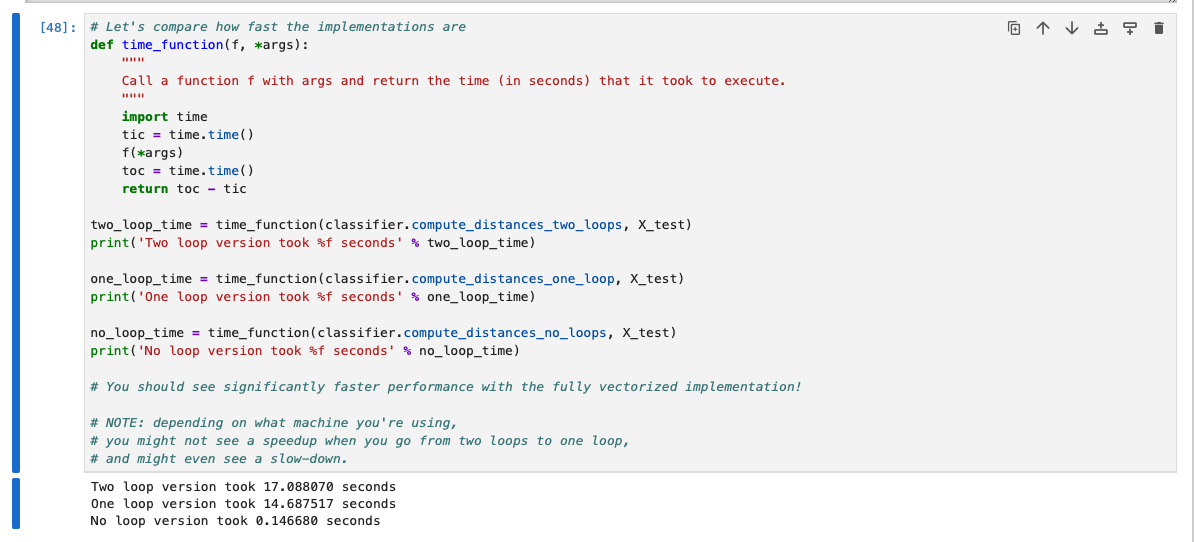 [48]: # Let's compare how fast the implementations are
def time_function(f, *args):
    """
    Call a function f with args and return the time (in seconds) that it took to execute.
    """
    import time
    tic = time.time()
    f(*args)
    toc = time.time()
    return toc - tic

two_loop_time = time_function(classifier.compute_distances_two_loops, X_test)
print('Two loop version took %f seconds' % two_loop_time)

one_loop_time = time_function(classifier.compute_distances_one_loop, X_test)
print('One loop version took %f seconds' % one_loop_time)

no_loop_time = time_function(classifier.compute_distances_no_loops, X_test)
print('No loop version took %f seconds' % no_loop_time)

# You should see significantly faster performance with the fully vectorized implementation!

# NOTE: depending on what machine you're using,
# you might not see a speedup when you go from two loops to one loop,
# and might even see a slow-down.
Two loop version took 17.088070 seconds
One loop version took 14.687517 seconds
No loop version took 0.146680 seconds